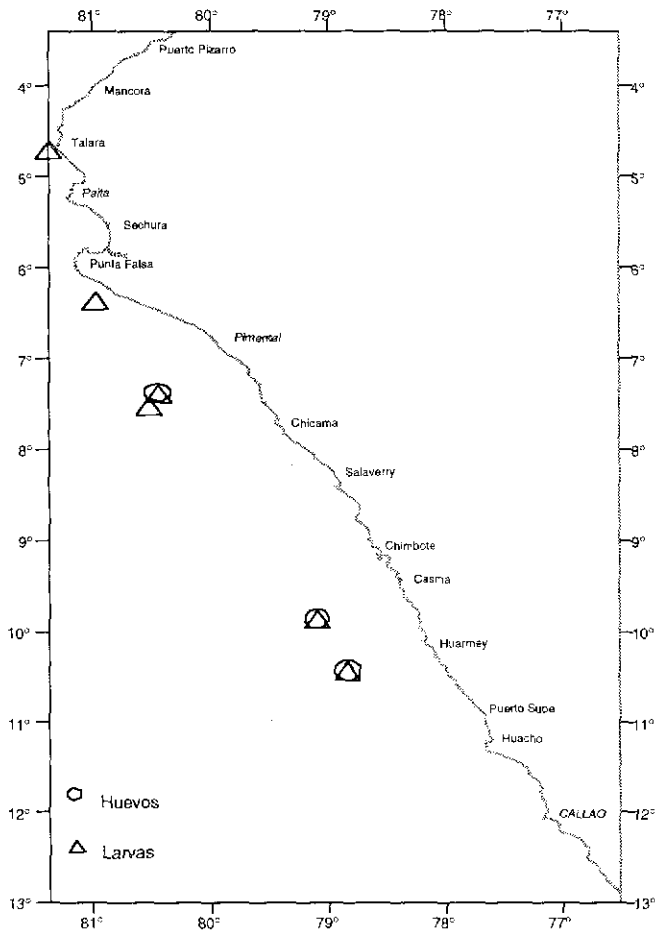 81° 80° 79° 78° 77°
Puerto Pizarro
4°
4°
Mancora
Talara
5°
5°
Paita
Sechura
Punta Falsa
6°
6°
Pimental
7°
7°
Chicama
8°
8°
Salaverry
9°
9°
Chimbote
Casma
10°
10°
Huarmey
Puerto Supe
11°
11°
Huacho
Huevos
12°
12°
CALLAO
Larvas
13°
13°
81° 80° 79° 78° 77°